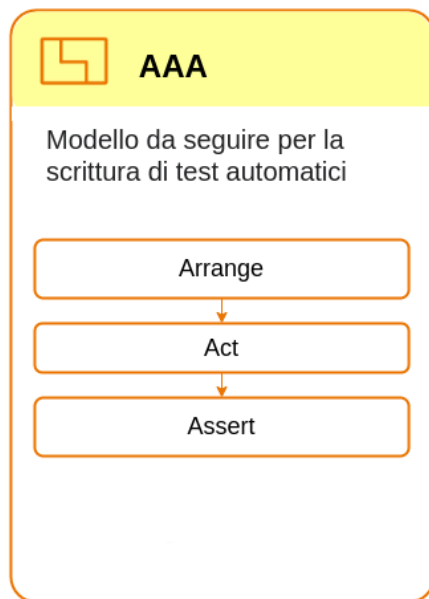 AAA
Modello da seguire per la
scrittura di test automatici
Arrange
Act
Assert